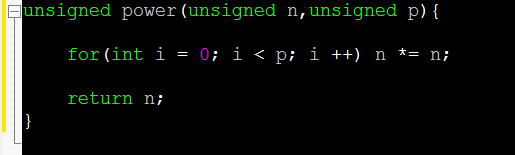 unsigned power(unsigned n,unsigned p){
for(int i = 0; i < p; i ++) n *= n;
return n;
}